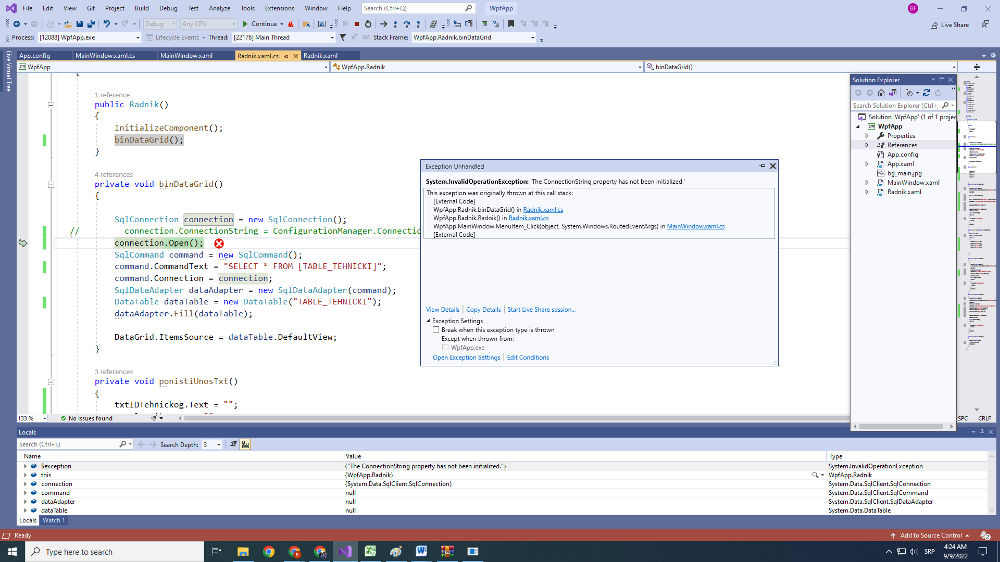 File Edit View Git Project Build Debug Test Analyze Tools Extensions Window Help Search (Ctrl+Q) WpfApp BF
Debug Any CPU Continue Live Share
Process: [12088] WpfApp.exe Lifecycle Events Thread: [22176] Main Thread Stack Frame: WpfApp.Radnik.binDataGrid
Live Visual Tree
App.config MainWindow.xaml.cs MainWindow.xaml Radnik.xaml.cs Radnik.xaml
C# WpfApp WpfApp.Radnik binDataGrid()
{
1 reference
public Radnik()
{
InitializeComponent();
binDataGrid();
}
4 references
private void binDataGrid()
{
SqlConnection connection = new SqlConnection();
// connection.ConnectionString = ConfigurationManager.Connectio
connection.Open();
SqlCommand command = new SqlCommand();
command.CommandText = "SELECT * FROM [TABLE_TEHNICKI]";
command.Connection = connection;
SqlDataAdapter dataAdapter = new SqlDataAdapter(command);
DataTable dataTable = new DataTable("TABLE_TEHNICKI");
dataAdapter.Fill(dataTable);
DataGrid.ItemsSource = dataTable.DefaultView;
}
3 references
private void ponistiUnosTxt()
{
txtIDTehnickog.Text = "";
133 % No issues found SPC CRLF
Exception Unhandled
System.InvalidOperationException: 'The ConnectionString property has not been initialized.'
This exception was originally thrown at this call stack:
[External Code]
WpfApp.Radnik.binDataGrid() in Radnik.xaml.cs
WpfApp.Radnik.Radnik() in Radnik.xaml.cs
WpfApp.MainWindow.MenuItem_Click(object, System.Windows.RoutedEventArgs) in MainWindow.xaml.cs
[External Code]
View Details Copy Details Start Live Share session...
Exception Settings
Break when this exception type is thrown
Except when thrown from:
WpfApp.exe
Open Exception Settings Edit Conditions
Solution Explorer
Search Solution Explorer (Ctrl+;
Solution 'WpfApp' (1 of 1 projec
C# WpfApp
Properties
References
App.config
App.xaml
bg_main.jpg
MainWindow.xaml
Radnik.xaml
Locals
Search (Ctrl+E) Search Depth: 3
Name Value Type
$exception {"The ConnectionString property has not been initialized."} System.InvalidOperationException
this {WpfApp.Radnik} WpfApp.Radnik
connection {System.Data.SqlClient.SqlConnection} System.Data.SqlClient.SqlConnection
command null System.Data.SqlClient.SqlCommand
dataAdapter null System.Data.SqlClient.SqlDataAdapter
dataTable null System.Data.DataTable
Locals Watch 1
Ready Add to Source Control 2
Type here to search SRP 4:24 AM
9/9/2022